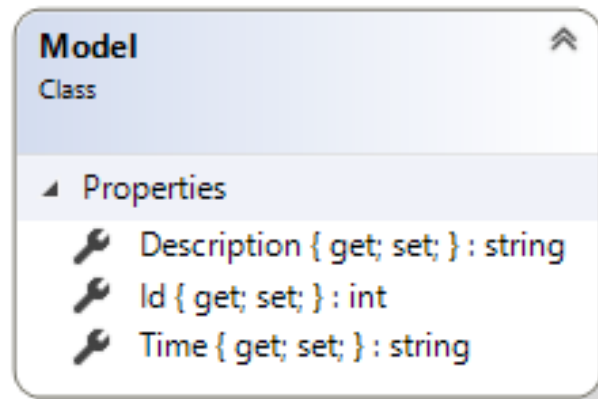 Model
Class
Properties
Description { get; set; } : string
Id { get; set; } : int
Time { get; set; } : string